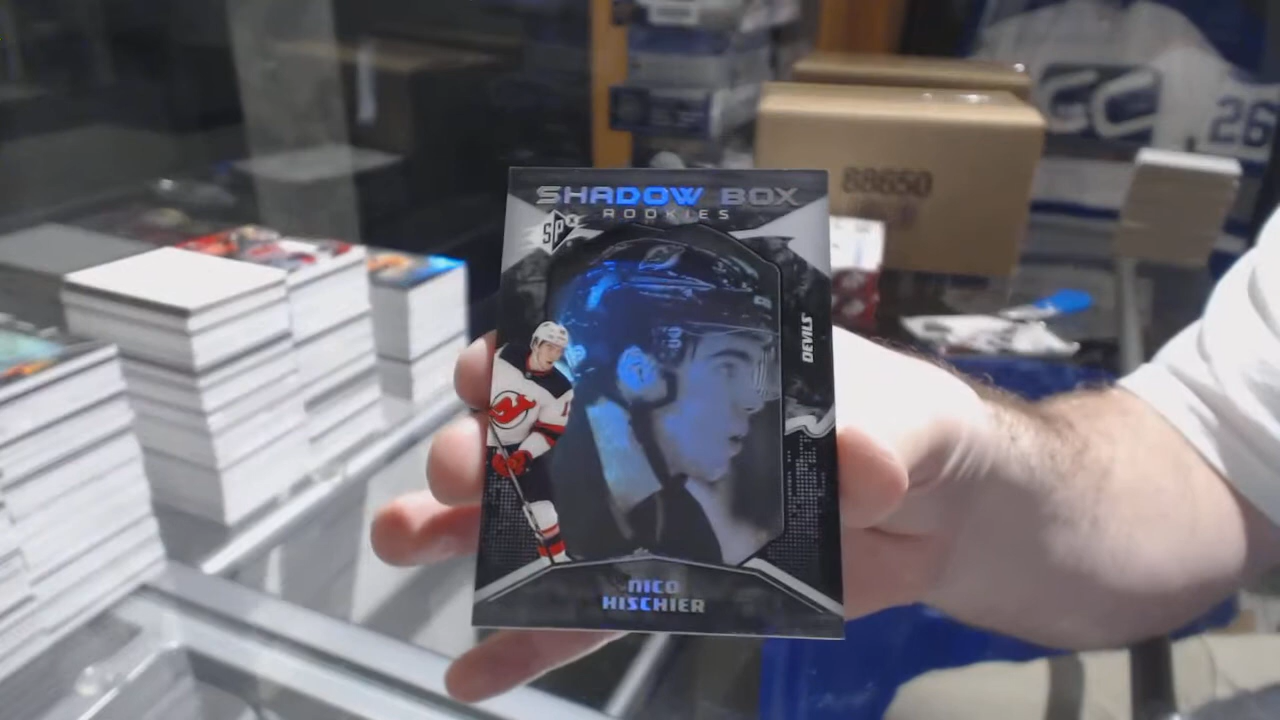 SHADOW BOX
ROOKIES
SPx
DEVILS
NICO
HISCHIER
88650
26